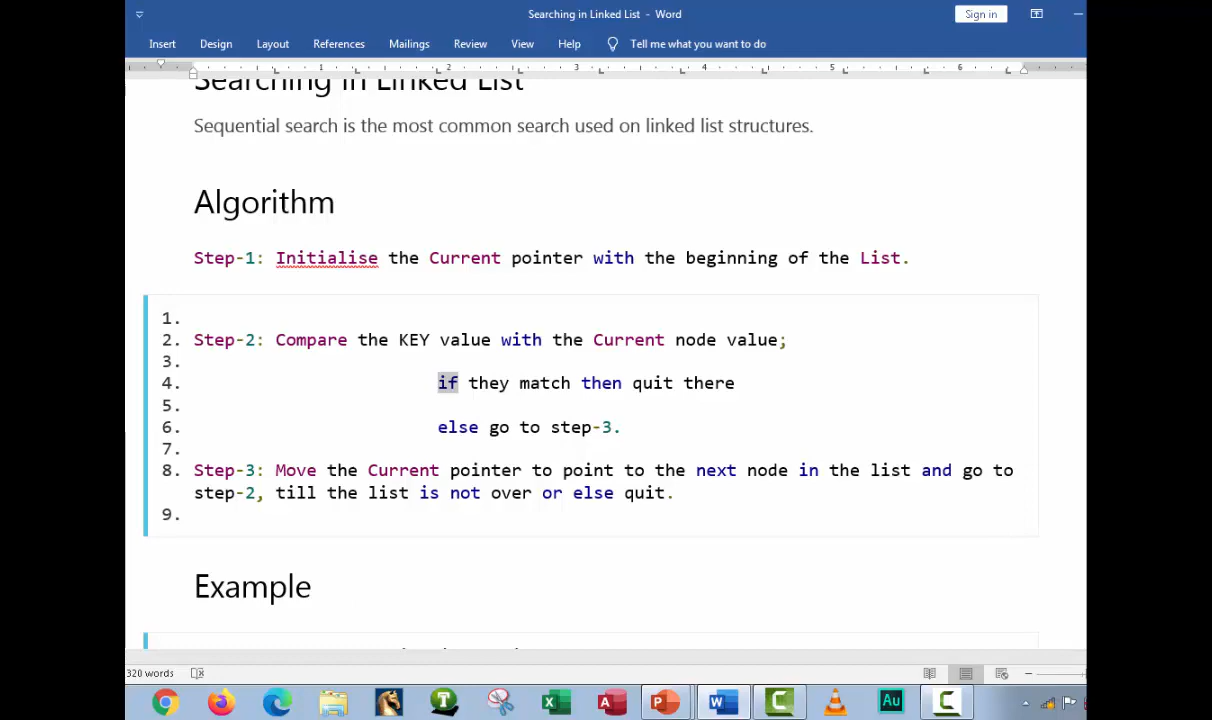 Searching in Linked List - Word
Sign in
Insert Design Layout References Mailings Review View Help Tell me what you want to do
1 2 3 4 5 6
Searching in Linked List
Sequential search is the most common search used on linked list structures.
Algorithm
Step-1: Initialise the Current pointer with the beginning of the List.
1.
2. Step-2: Compare the KEY value with the Current node value;
3.
4. if they match then quit there
5.
6. else go to step-3.
7.
8. Step-3: Move the Current pointer to point to the next node in the list and go to
step-2, till the list is not over or else quit.
9.
Example
320 words